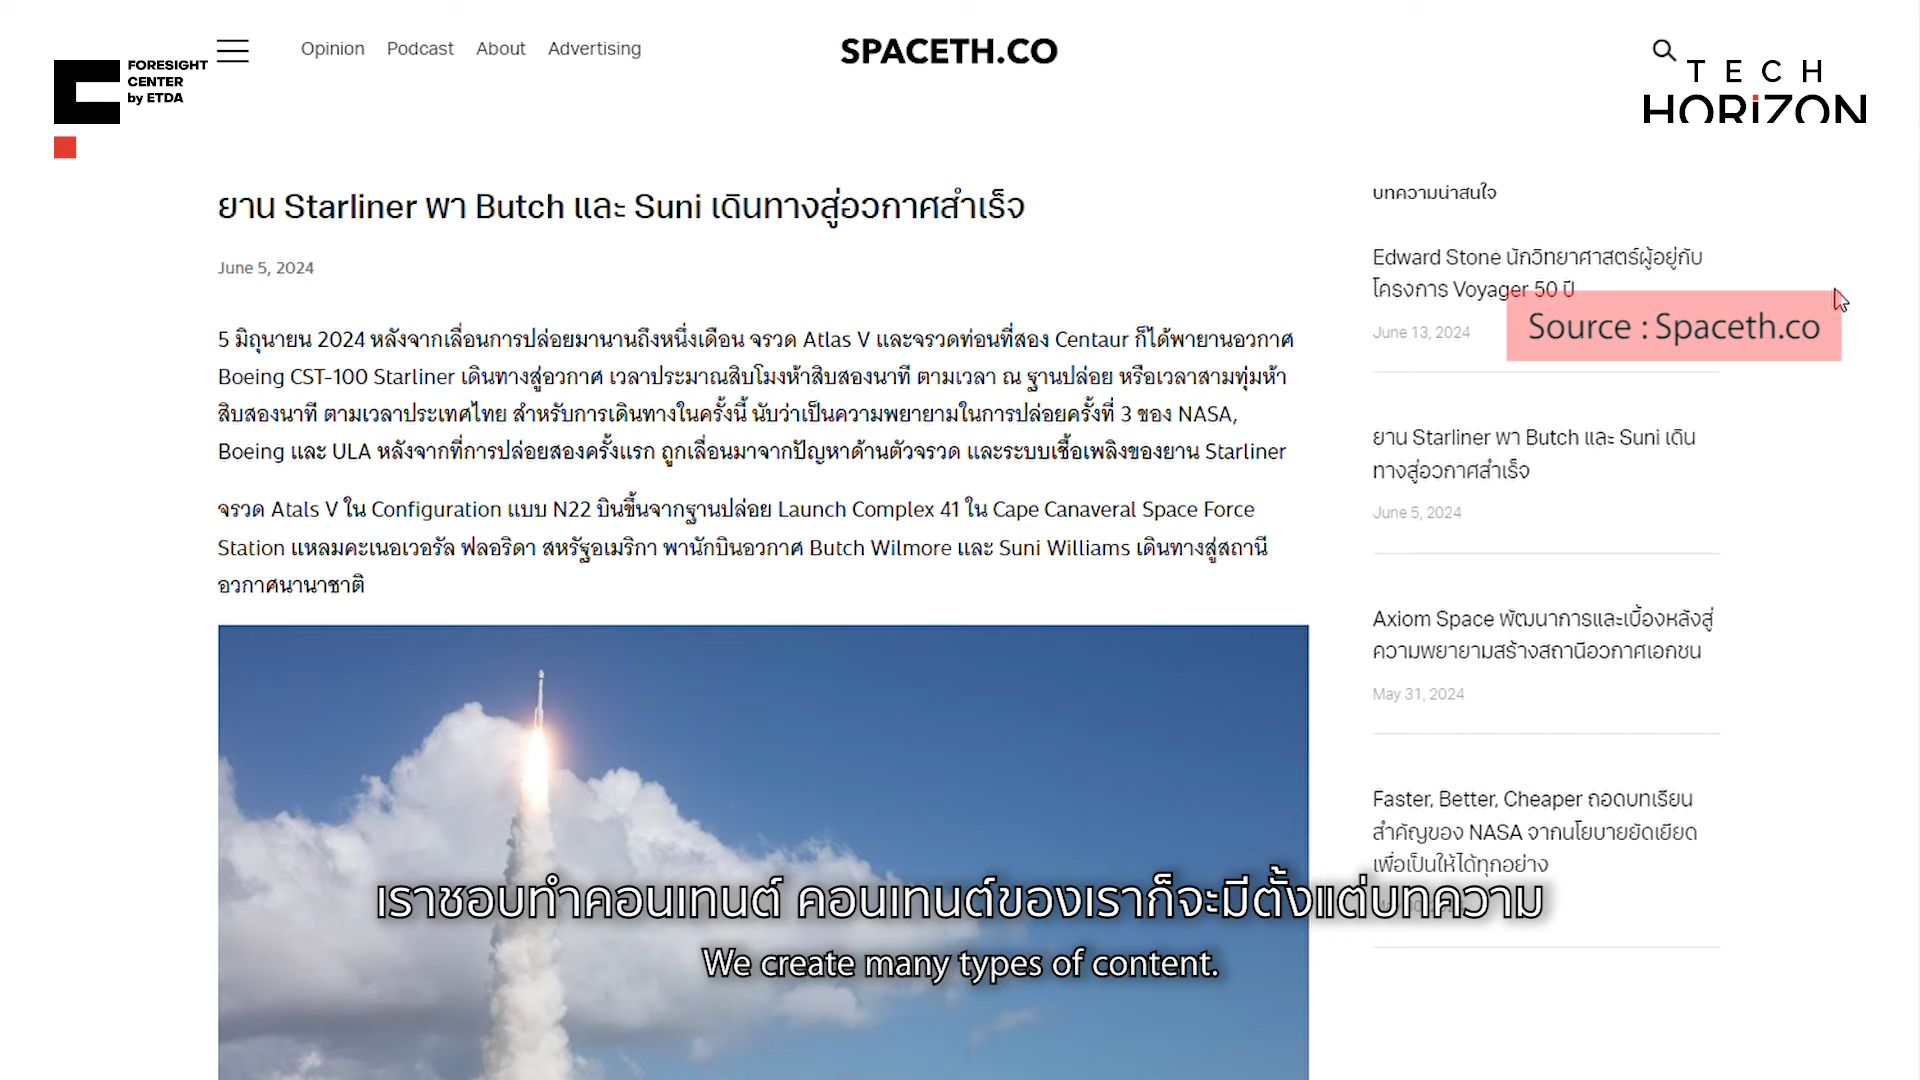 Opinion Podcast About Advertising
SPACETH.CO
FORESIGHT
CENTER
by ETDA
TECH
HORiZON
ยาน Starliner พา Butch และ Suni เดินทางสู่อวกาศสำเร็จ
June 5, 2024
5 มิถุนายน 2024 หลังจากเลื่อนการปล่อยมานานถึงหนึ่งเดือน จรวด Atlas V และจรวดท่อนที่สอง Centaur ก็ได้พายานอวกาศ
Boeing CST-100 Starliner เดินทางสู่อวกาศ เวลาประมาณสิบโมงห้าสิบสองนาที ตามเวลา ณ ฐานปล่อย หรือเวลาสามทุ่มห้า
สิบสองนาที ตามเวลาประเทศไทย สำหรับการเดินทางในครั้งนี้ นับว่าเป็นความพยายามในการปล่อยครั้งที่ 3 ของ NASA,
Boeing และ ULA หลังจากที่การปล่อยสองครั้งแรก ถูกเลื่อนมาจากปัญหาด้านตัวจรวด และระบบเชื้อเพลิงของยาน Starliner
จรวด Atals V ใน Configuration แบบ N22 บินขึ้นจากฐานปล่อย Launch Complex 41 ใน Cape Canaveral Space Force
Station แหลมคะเนอเวอรัล ฟลอริดา สหรัฐอเมริกา พานักบินอวกาศ Butch Wilmore และ Suni Williams เดินทางสู่สถานี
อวกาศนานาชาติ
บทความน่าสนใจ
Edward Stone นักวิทยาศาสตร์ผู้อยู่กับ
โครงการ Voyager 50 ปี
June 13, 2024
Source : Spaceth.co
ยาน Starliner พา Butch และ Suni เดิน
ทางสู่อวกาศสำเร็จ
June 5, 2024
Axiom Space พัฒนาการและเบื้องหลังสู่
ความพยายามสร้างสถานีอวกาศเอกชน
May 31, 2024
Faster, Better, Cheaper ถอดบทเรียน
สำคัญของ NASA จากนโยบายยัดเยียด
เพื่อเป็นให้ได้ทุกอย่าง
เราชอบทำคอนเทนต์ คอนเทนต์ของเราก็จะมีตั้งแต่บทความ
We create many types of content.